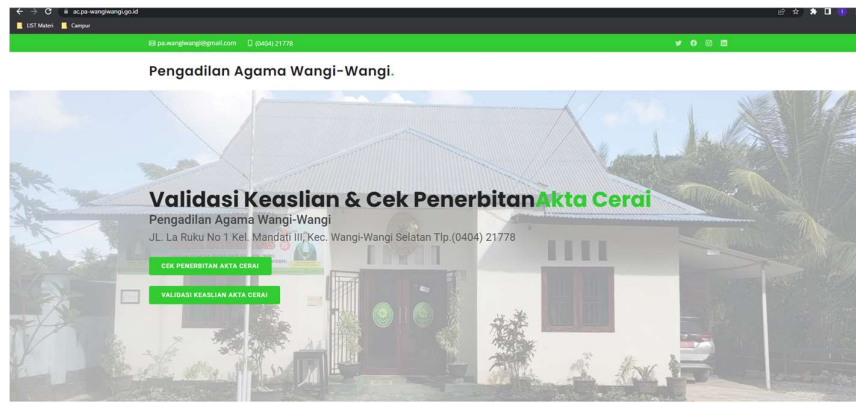 ac.pa-wangiwangi.go.id
LIST Materi Campur
pa.wangiwangi@gmail.com (0404) 21778
Pengadilan Agama Wangi-Wangi.
Validasi Keaslian & Cek PenerbitanAkta Cerai
Pengadilan Agama Wangi-Wangi
JL. La Ruku No 1 Kel. Mandati III, Kec. Wangi-Wangi Selatan Tlp.(0404) 21778
CEK PENERBITAN AKTA CERAI
VALIDASI KEASLIAN AKTA CERAI